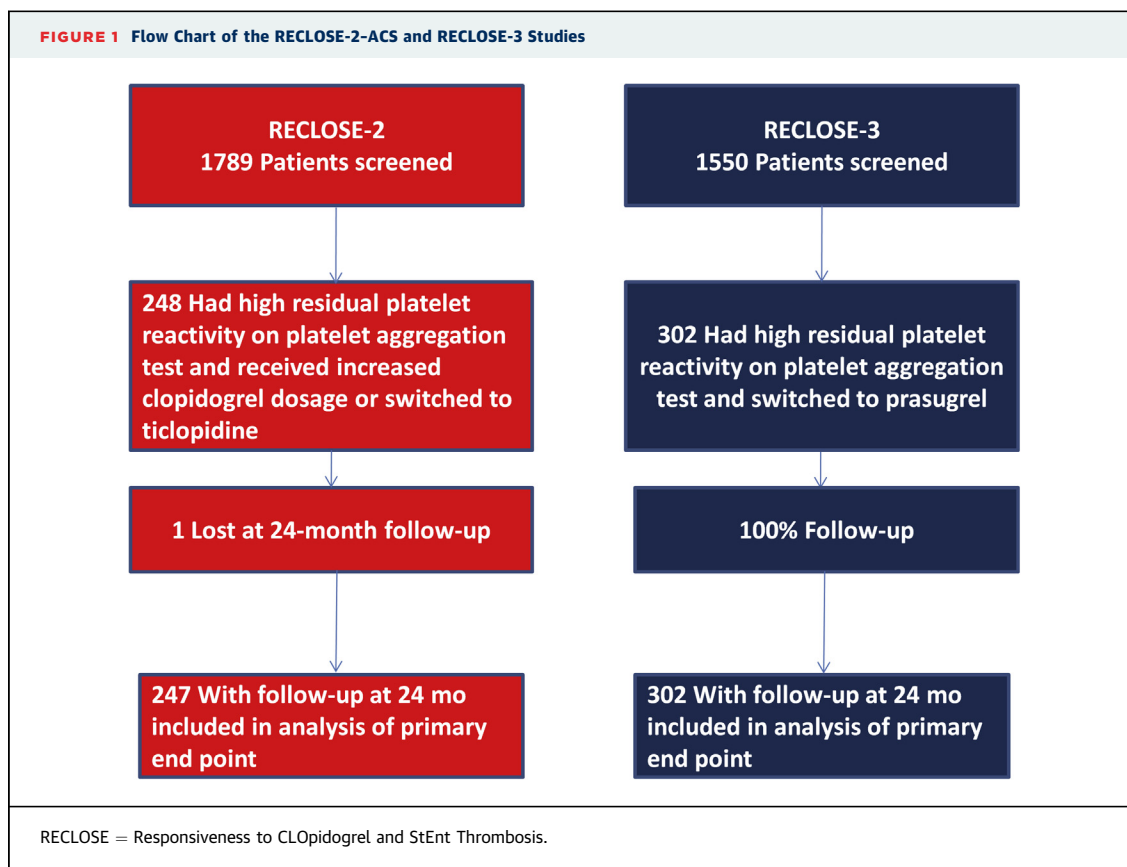 FIGURE 1 Flow Chart of the RECLOSE-2-ACS and RECLOSE-3 Studies
RECLOSE-2
1789 Patients screened
248 Had high residual platelet
reactivity on platelet aggregation
test and received increased
clopidogrel dosage or switched to
ticlopidine
1 Lost at 24-month follow-up
247 With follow-up at 24 mo
included in analysis of primary
end point
RECLOSE-3
1550 Patients screened
302 Had high residual platelet
reactivity on platelet aggregation
test and switched to prasugrel
100% Follow-up
302 With follow-up at 24 mo
included in analysis of primary
end point
RECLOSE = Responsiveness to CLOpidogrel and StEnt Thrombosis.